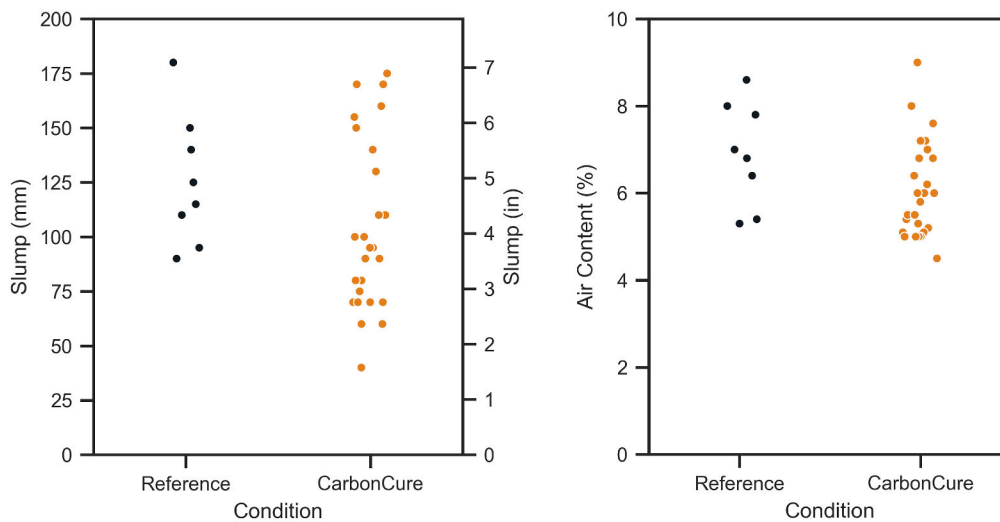 200
175
150
125
100
75
50
25
0
Slump (mm)
7
6
5
4
3
2
1
0
Slump (in)
Reference
CarbonCure
Condition
10
8
6
4
2
0
Air Content (%)
Reference
CarbonCure
Condition